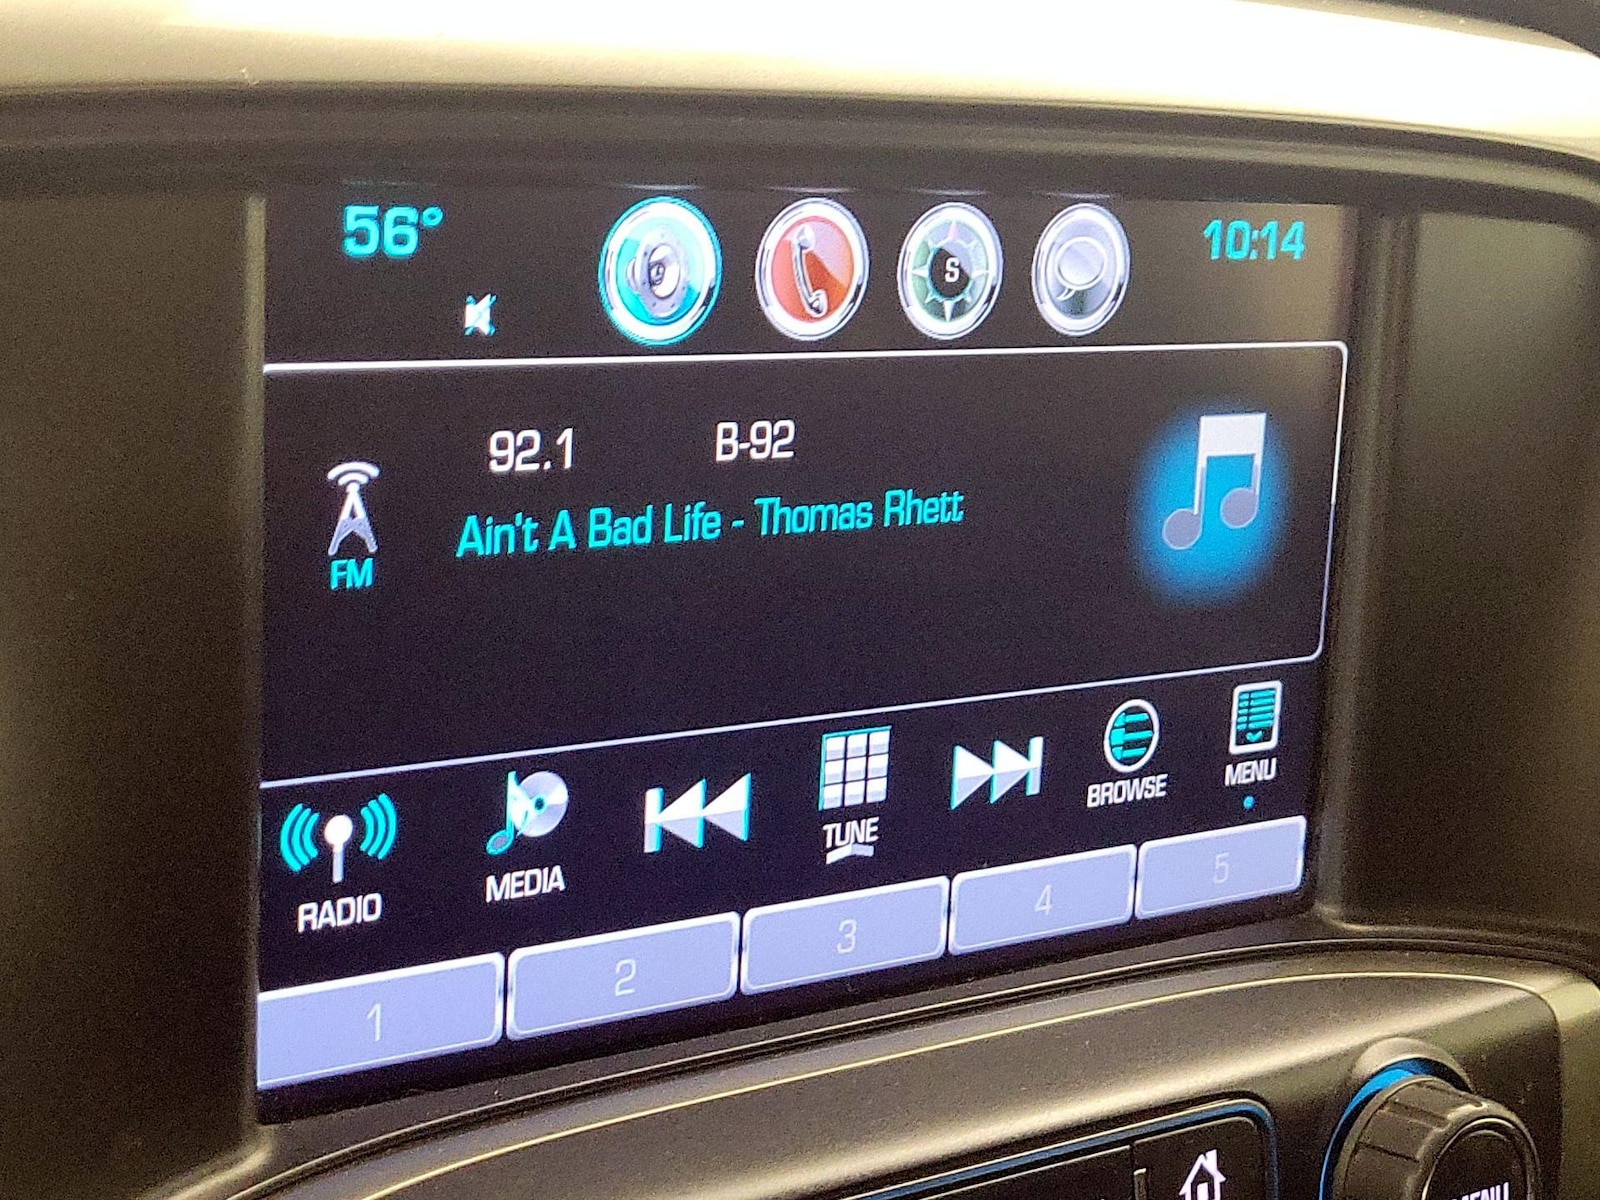 56° 10:14
S
92.1 B-92
Ain't A Bad Life - Thomas Rhett
FM
RADIO MEDIA TUNE BROWSE MENU
1 2 3 4 5
MENU